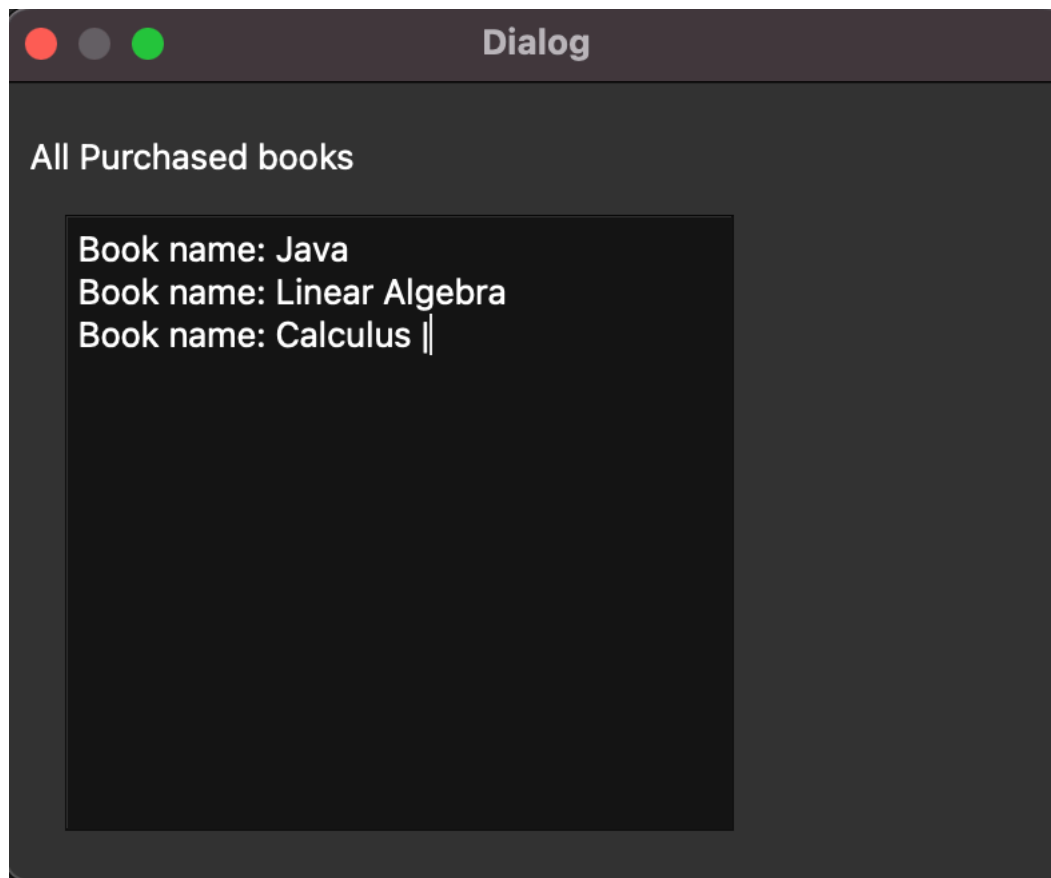 Dialog
All Purchased books
Book name: Java
Book name: Linear Algebra
Book name: Calculus I